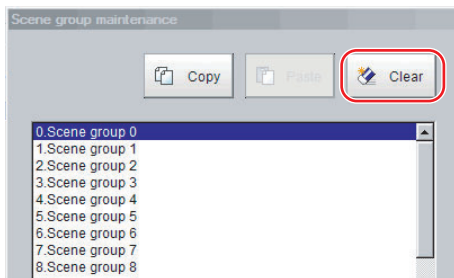 Scene group maintenance
Copy Paste Clear
0.Scene group 0
1.Scene group 1
2.Scene group 2
3.Scene group 3
4.Scene group 4
5.Scene group 5
6.Scene group 6
7.Scene group 7
8.Scene group 8